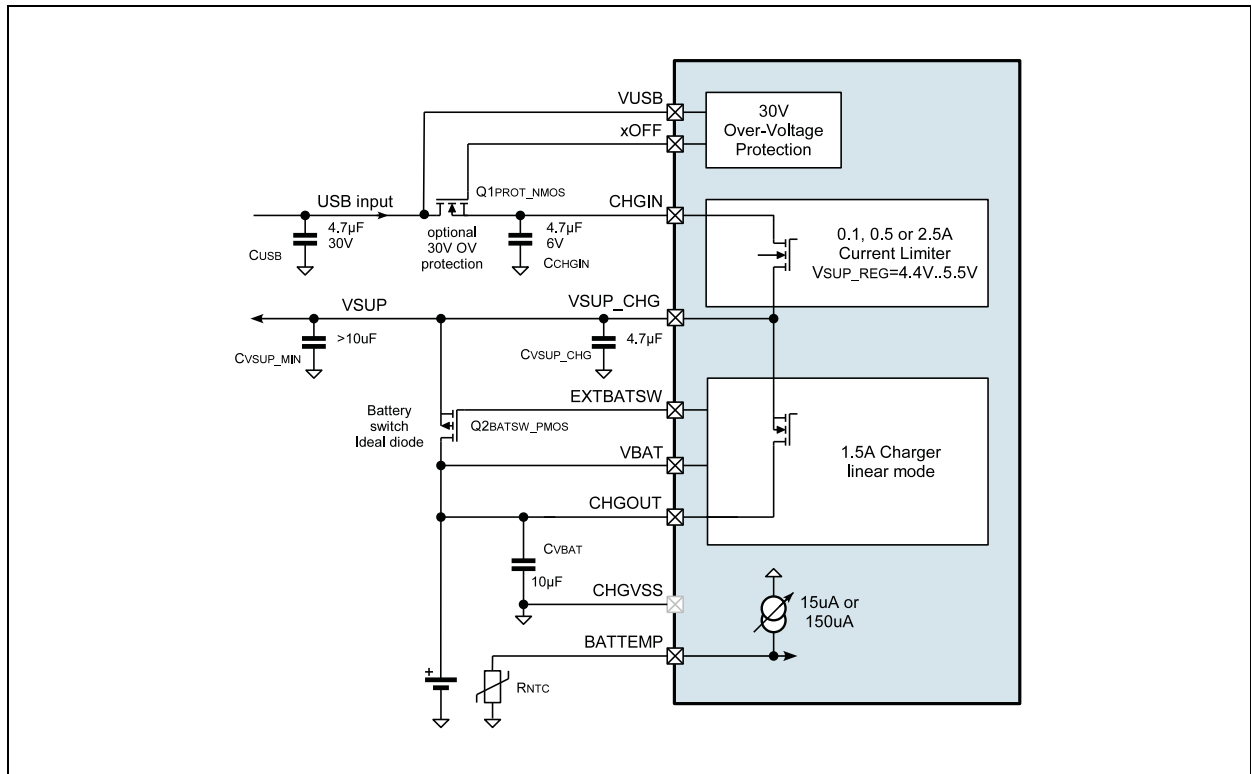 VUSB
xOFF
30V
Over-Voltage
Protection
Q1PROT_NMOS
USB input
CHGIN
4.7µF
30V
CUSB
optional
30V OV
protection
4.7µF
6V
CCHGIN
0.1, 0.5 or 2.5A
Current Limiter
VSUP_REG=4.4V..5.5V
VSUP
VSUP_CHG
>10uF
CVSUP_MIN
4.7µF
CVSUP_CHG
EXTBATSW
Battery
switch
Ideal diode
Q2BATSW_PMOS
VBAT
1.5A Charger
linear mode
CHGOUT
CVBAT
10µF
CHGVSS
15uA or
150uA
BATTEMP
+
RNTC